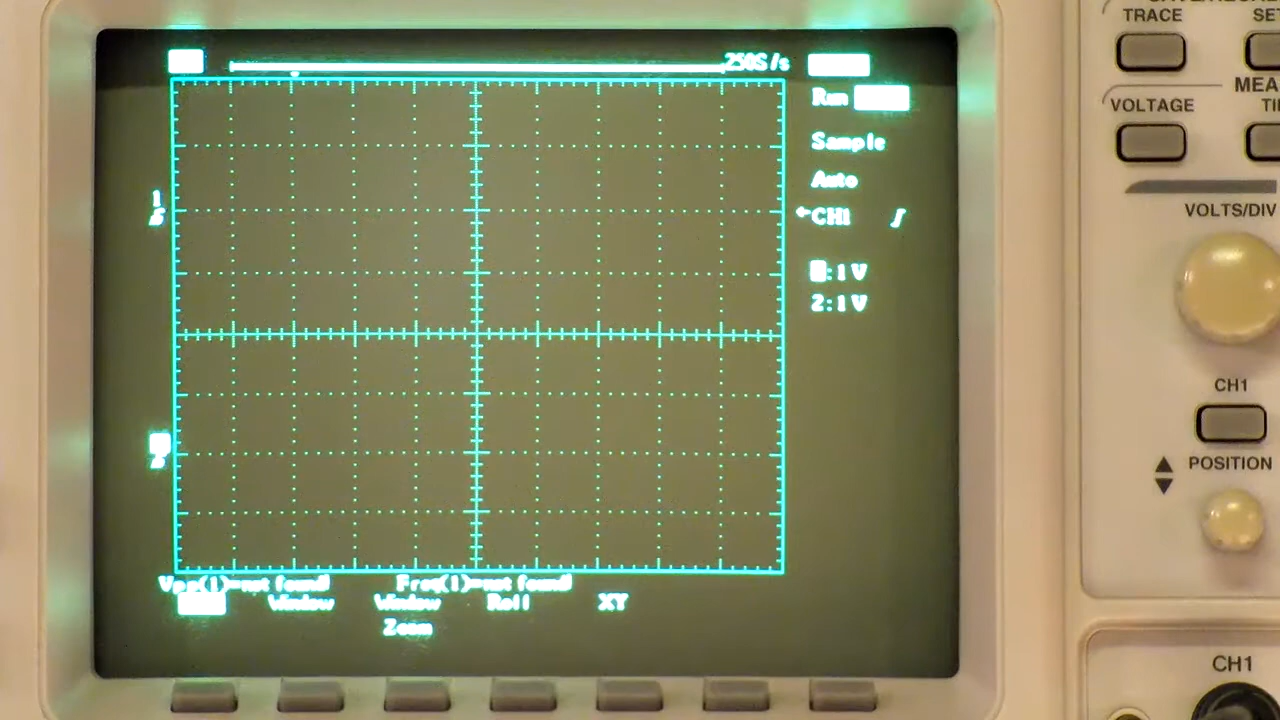 250S/s
Run
Sample
Auto
←CH1
1
:1V
2:1V
Vpp(1)=not found Freq(1)=not found
Window Window Roll XY
Zoom
TRACE
VOLTAGE
MEA
VOLTS/DIV
CH1
POSITION
CH1